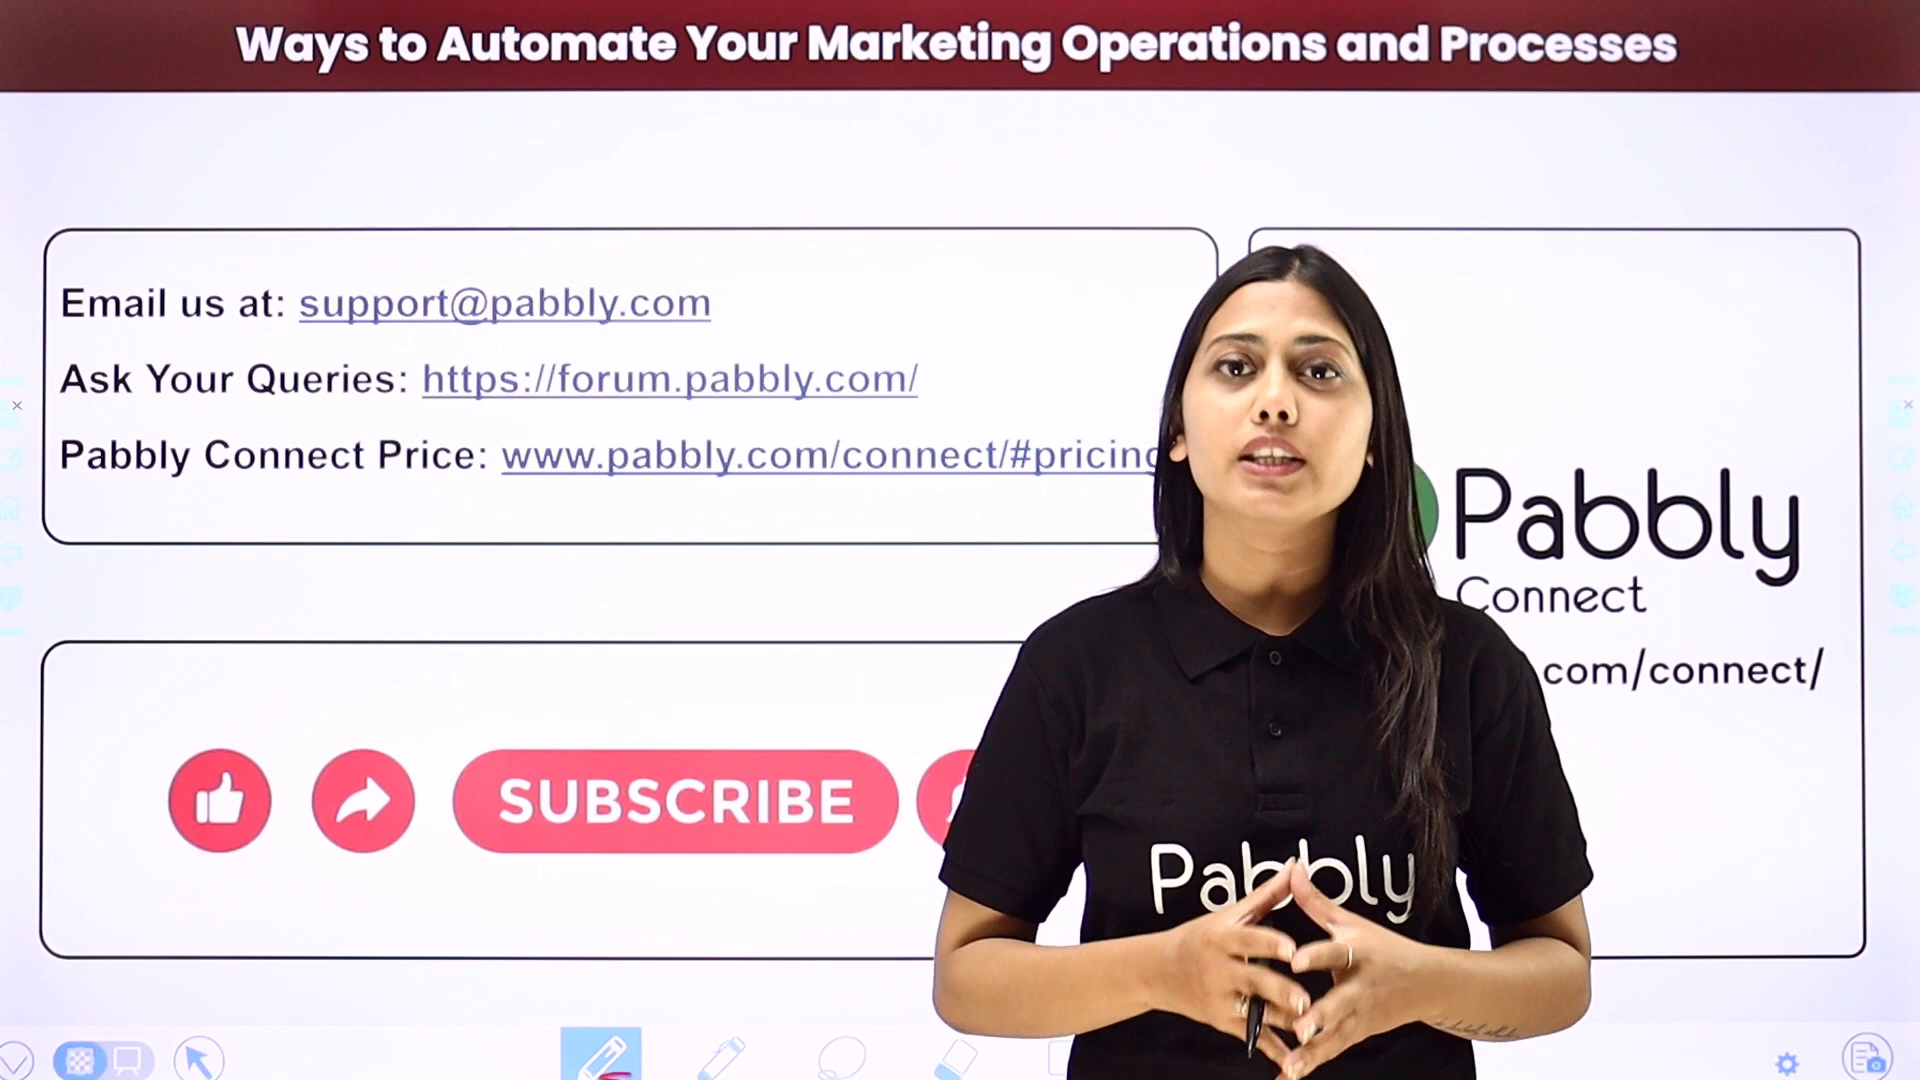 Ways to Automate Your Marketing Operations and Processes
Email us at: support@pabbly.com
Ask Your Queries: https://forum.pabbly.com/
Pabbly Connect Price: www.pabbly.com/connect/#pricing
Pabbly
Connect
.com/connect/
SUBSCRIBE
Pabbly